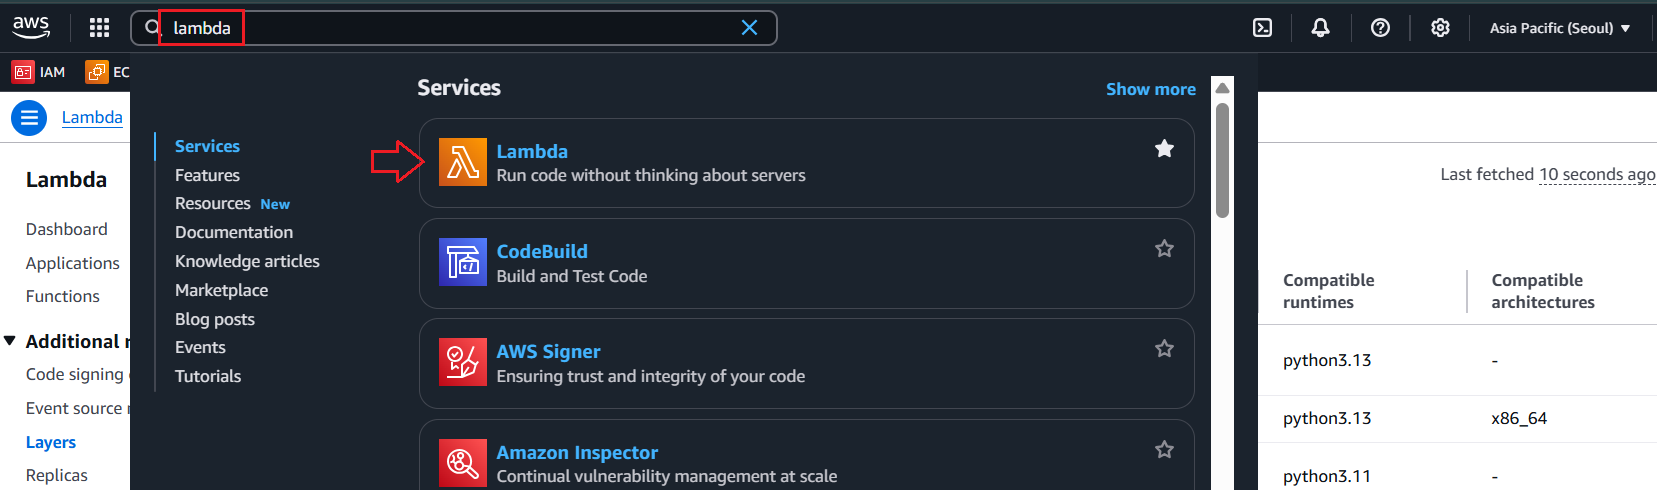 aws
lambda
Asia Pacific (Seoul)
IAM
EC
Lambda
Lambda
Dashboard
Applications
Functions
Additional
Code signing
Event source
Layers
Replicas
Services
Features
Resources New
Documentation
Knowledge articles
Marketplace
Blog posts
Events
Tutorials
Services
Show more
Lambda
Run code without thinking about servers
CodeBuild
Build and Test Code
AWS Signer
Ensuring trust and integrity of your code
Amazon Inspector
Continual vulnerability management at scale
Last fetched 10 seconds ago
Compatible
runtimes
Compatible
architectures
python3.13
-
python3.13
x86_64
python3.11
-